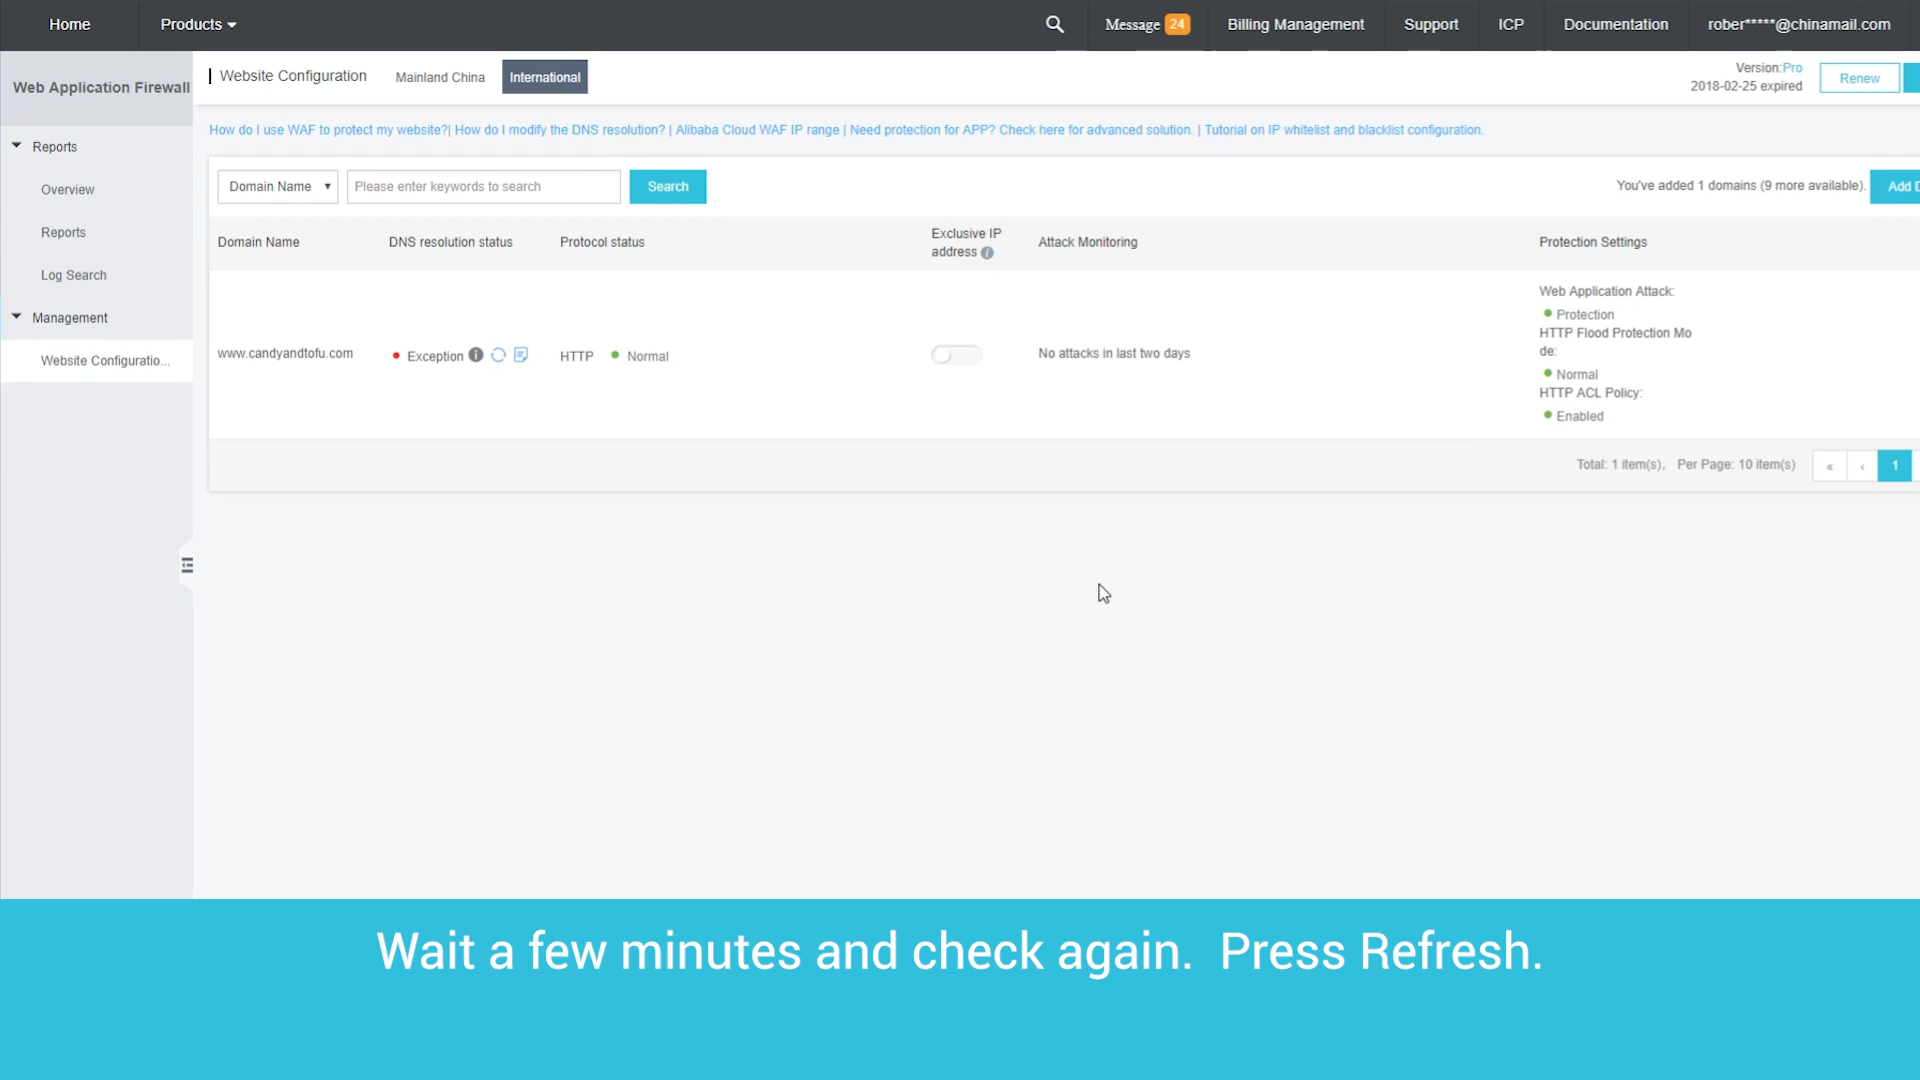 Home Products Message 24 Billing Management Support ICP Documentation rober*****@chinamail.com
Web Application Firewall
Website Configuration Mainland China International
Version:Pro
2018-02-25 expired
Renew
How do I use WAF to protect my website?| How do I modify the DNS resolution? | Alibaba Cloud WAF IP range | Need protection for APP? Check here for advanced solution. | Tutorial on IP whitelist and blacklist configuration.
Reports
Overview
Reports
Log Search
Management
Website Configuratio...
Domain Name Please enter keywords to search Search You've added 1 domains (9 more available). Add D
Domain Name DNS resolution status Protocol status Exclusive IP address Attack Monitoring Protection Settings
www.candyandtofu.com Exception HTTP Normal No attacks in last two days
Web Application Attack:
Protection
HTTP Flood Protection Mo
de:
Normal
HTTP ACL Policy:
Enabled
Total: 1 item(s), Per Page: 10 item(s) « ‹ 1
Wait a few minutes and check again. Press Refresh.